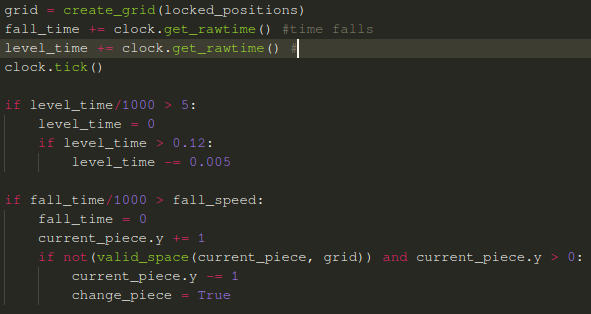 grid = create_grid(locked_positions)
fall_time += clock.get_rawtime() #time falls
level_time += clock.get_rawtime() #
clock.tick()
if level_time/1000 > 5:
level_time = 0
if level_time > 0.12:
level_time -= 0.005
if fall_time/1000 > fall_speed:
fall_time = 0
current_piece.y += 1
if not(valid_space(current_piece, grid)) and current_piece.y > 0:
current_piece.y -= 1
change_piece = True